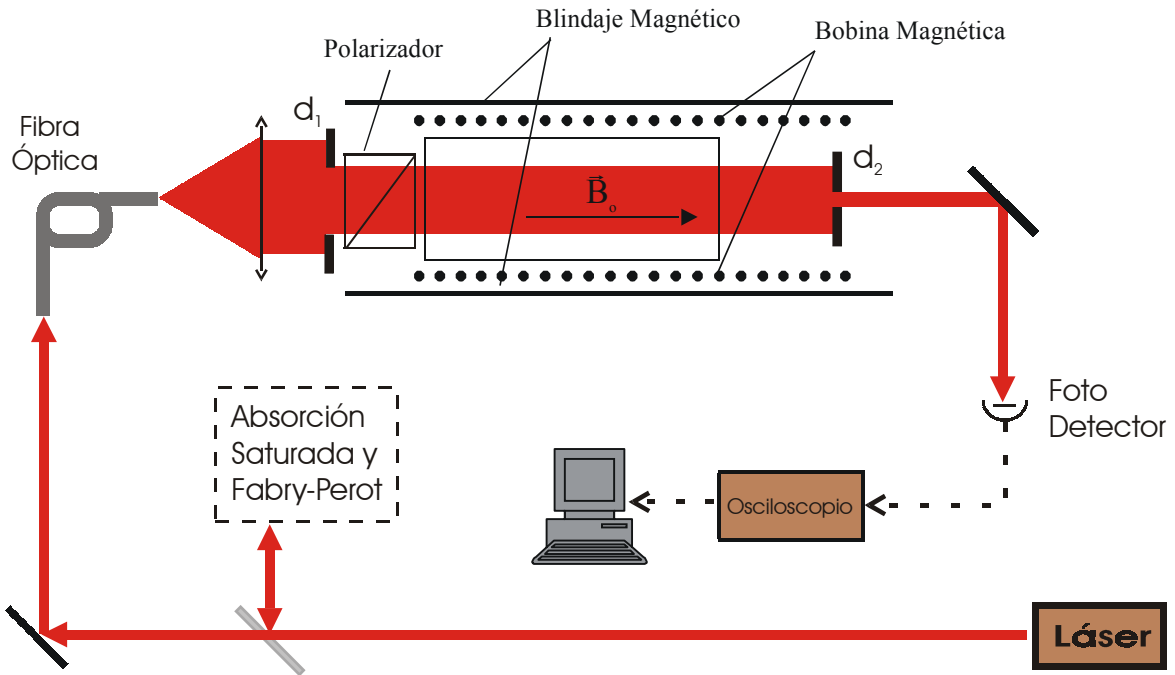 Blindaje Magnético
Bobina Magnética
Polarizador
d1
Fibra
Óptica
d2
B⃗o
Foto
Detector
Absorción
Saturada y
Fabry-Perot
Osciloscopio
Láser